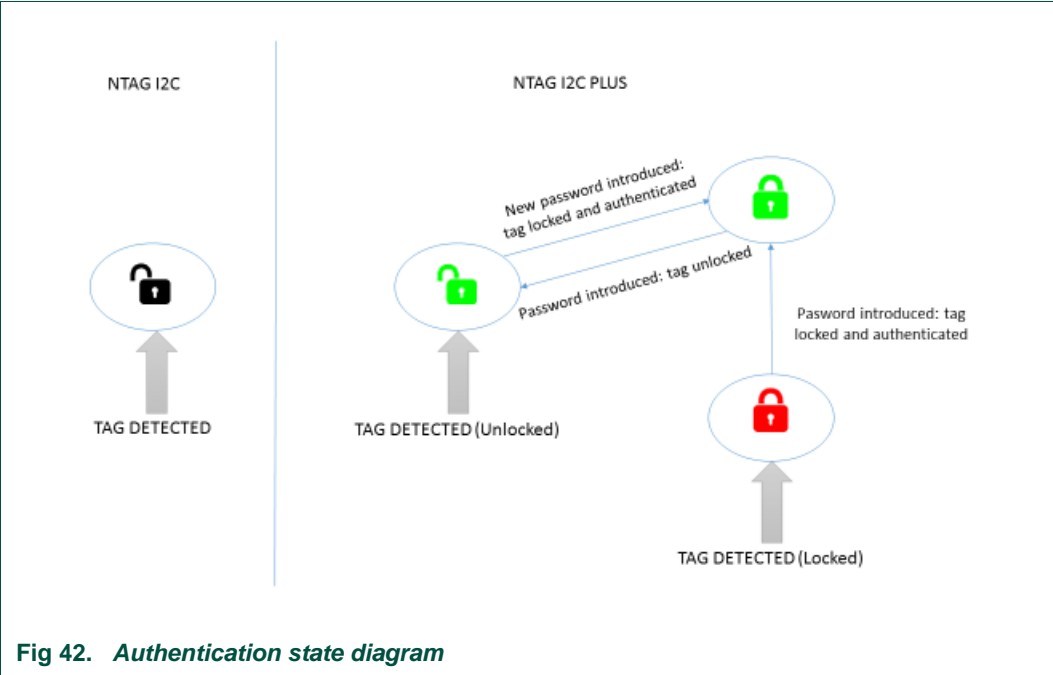 NTAG I2C
NTAG I2C PLUS
New password introduced:
tag locked and authenticated
Password introduced: tag unlocked
Pasword introduced: tag
locked and authenticated
TAG DETECTED
TAG DETECTED (Unlocked)
TAG DETECTED (Locked)
Fig 42. Authentication state diagram